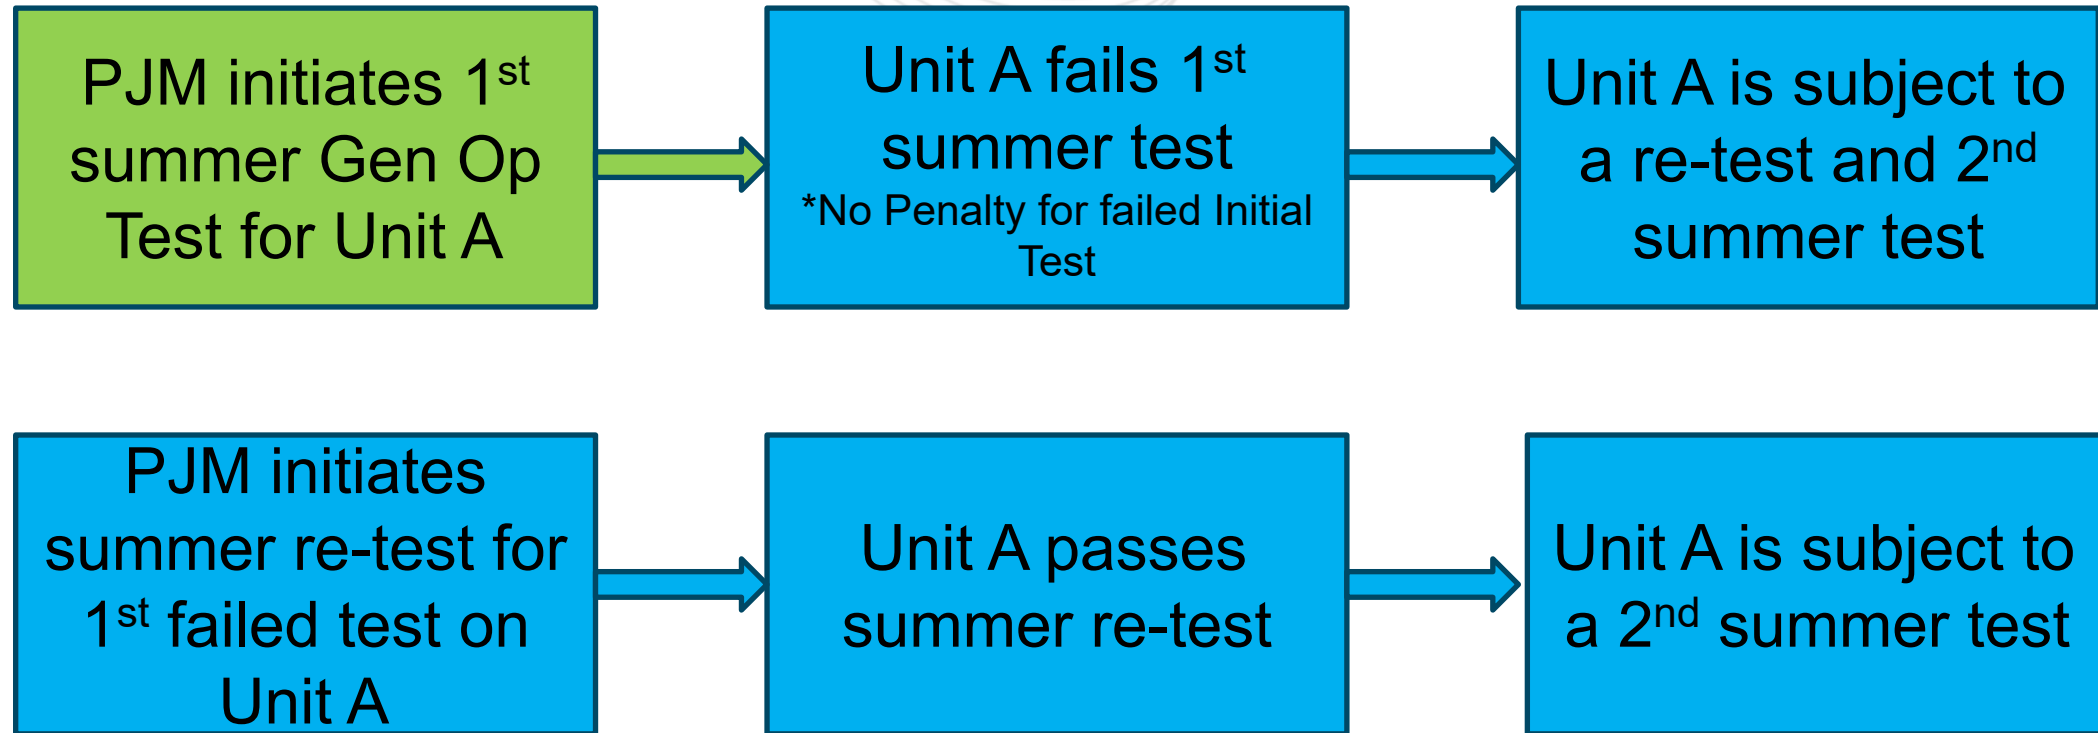 PJM initiates 1st
summer Gen Op
Test for Unit A
Unit A fails 1st
summer test
*No Penalty for failed Initial
Test
Unit A is subject to
a re-test and 2nd
summer test
PJM initiates
summer re-test for
1st failed test on
Unit A
Unit A passes
summer re-test
Unit A is subject to
a 2nd summer test